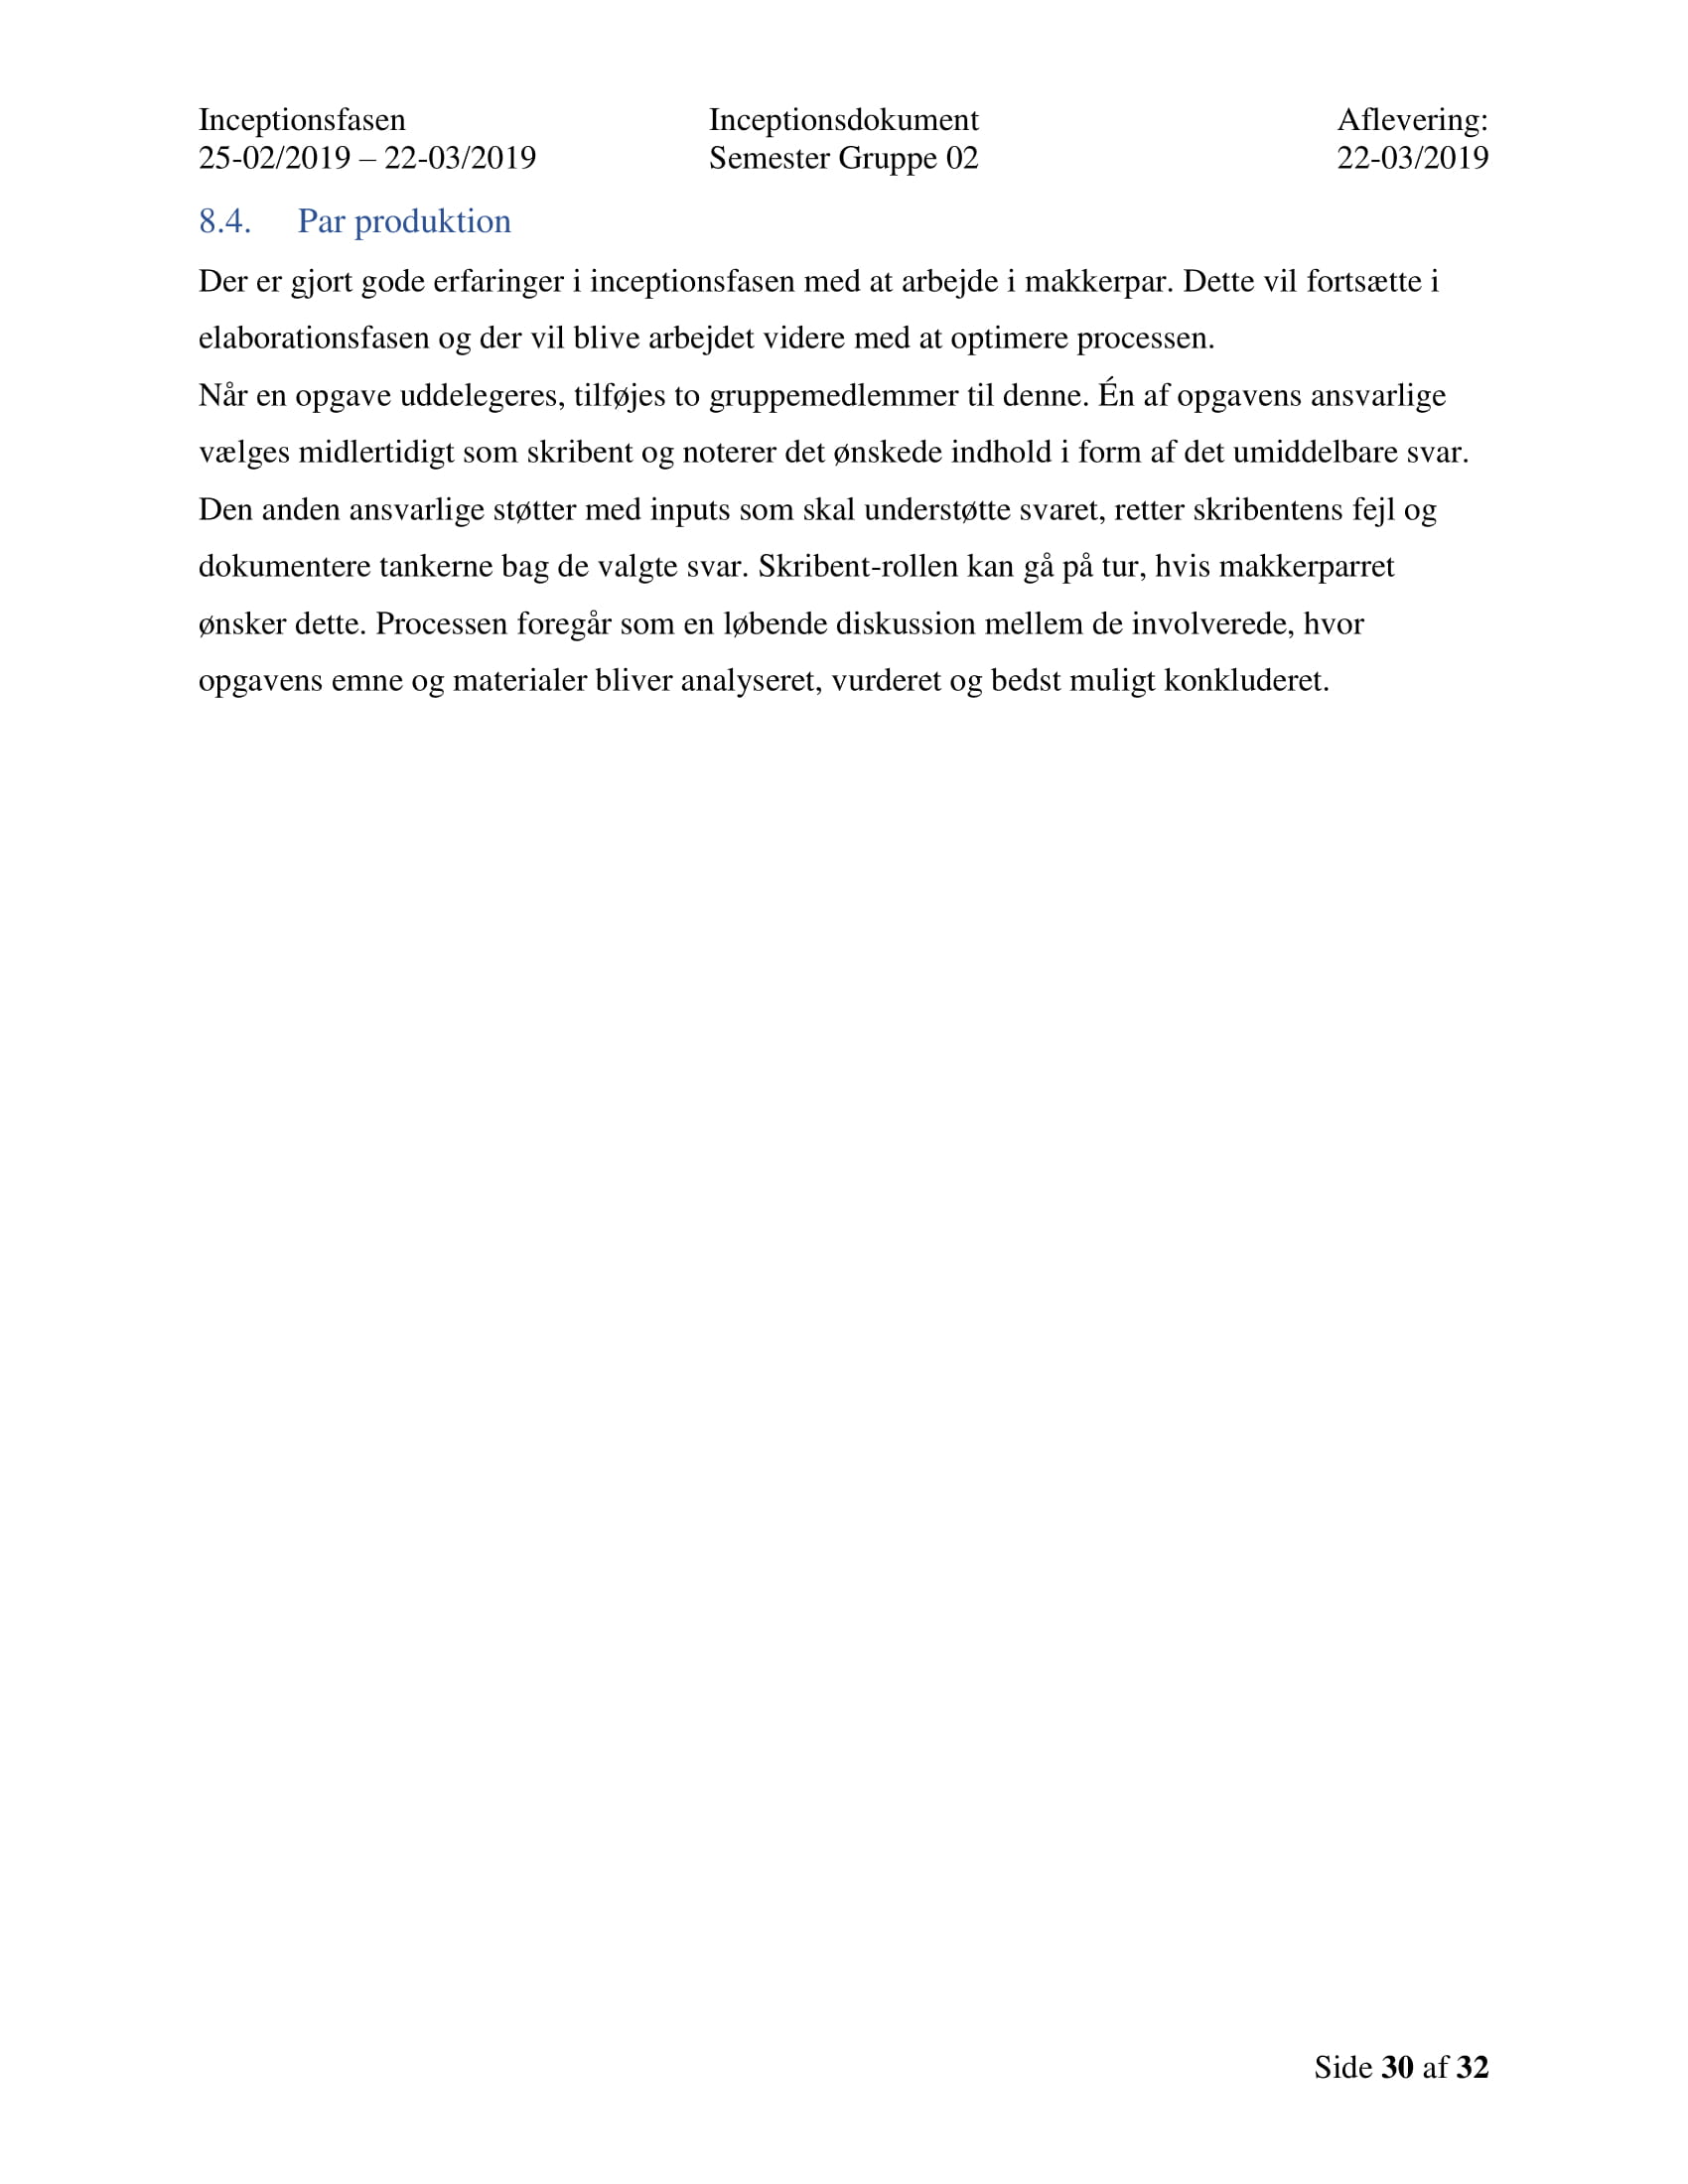 Inceptionsfasen Inceptionsdokument Aflevering:
25-02/2019 – 22-03/2019 Semester Gruppe 02 22-03/2019
8.4. Par produktion
Der er gjort gode erfaringer i inceptionsfasen med at arbejde i makkerpar. Dette vil fortsætte i
elaborationsfasen og der vil blive arbejdet videre med at optimere processen.
Når en opgave uddelegeres, tilføjes to gruppemedlemmer til denne. Én af opgavens ansvarlige
vælges midlertidigt som skribent og noterer det ønskede indhold i form af det umiddelbare svar.
Den anden ansvarlige støtter med inputs som skal understøtte svaret, retter skribentens fejl og
dokumentere tankerne bag de valgte svar. Skribent-rollen kan gå på tur, hvis makkerparret
ønsker dette. Processen foregår som en løbende diskussion mellem de involverede, hvor
opgavens emne og materialer bliver analyseret, vurderet og bedst muligt konkluderet.
Side 30 af 32